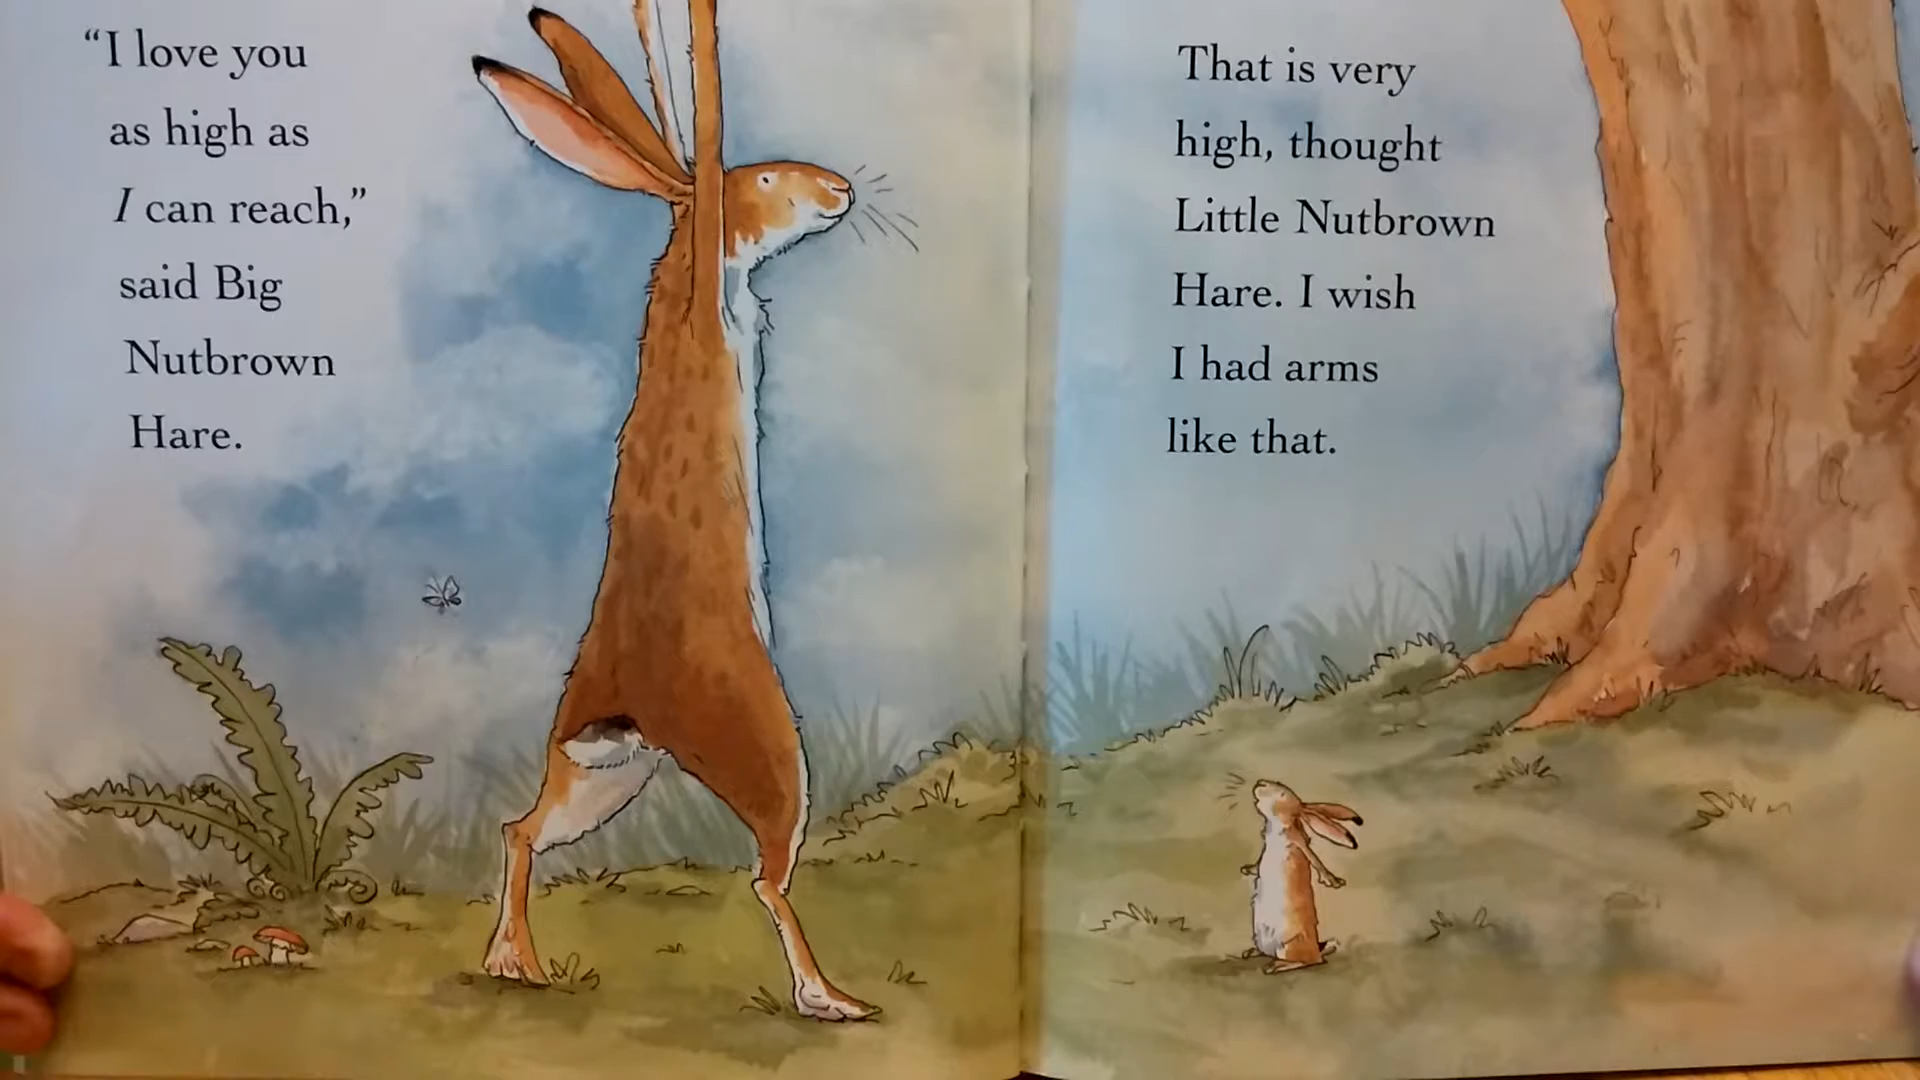 “I love you
as high as
I can reach,”
said Big
Nutbrown
Hare.
That is very
high, thought
Little Nutbrown
Hare. I wish
I had arms
like that.